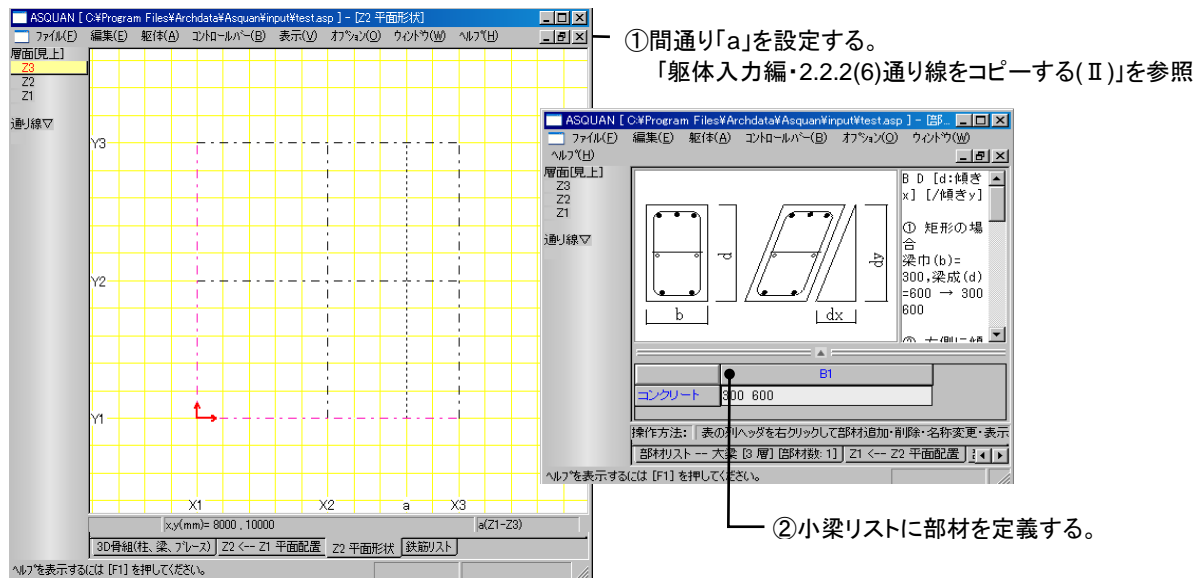 ASQUAN [ C:¥Program Files¥Archdata¥Asquan¥input¥test.asp ] - [Z2 平面形状]
ファイル(F) 編集(E) 躯体(A) コントロールバー(B) 表示(V) オプション(O) ウィンドウ(W) ヘルプ(H)
層面[見上]
Z3
Z2
Z1
通り線▽
Y3
Y2
Y1
X1 X2 a X3
x,y(mm)= 8000 , 10000 a(Z1-Z3)
3D骨組(柱、梁、ブレース) Z2 <-- Z1 平面配置 Z2 平面形状 鉄筋リスト
ヘルプを表示するには [F1] を押してください。
①間通り「a」を設定する。
「躯体入力編・2.2.2(6)通り線をコピーする(Ⅱ)」を参照
ASQUAN [ C:¥Program Files¥Archdata¥Asquan¥input¥test.asp ] - [部...
ファイル(F) 編集(E) 躯体(A) コントロールバー(B) オプション(O) ウィンドウ(W)
ヘルプ(H)
層面[見上]
Z3
Z2
Z1
通り線▽
d
b
dy
dx
B D [d:傾き
x] [/傾きy]
① 矩形の場
合
梁巾(b)=
300,梁成(d)
=600 → 300
600
B1
コンクリート 300 600
操作方法: 表の列ヘッダを右クリックして部材追加・削除・名称変更・表示
部材リスト -- 大梁 [3 層] [部材数: 1] Z1 <-- Z2 平面配置
ヘルプを表示するには [F1] を押してください。
②小梁リストに部材を定義する。